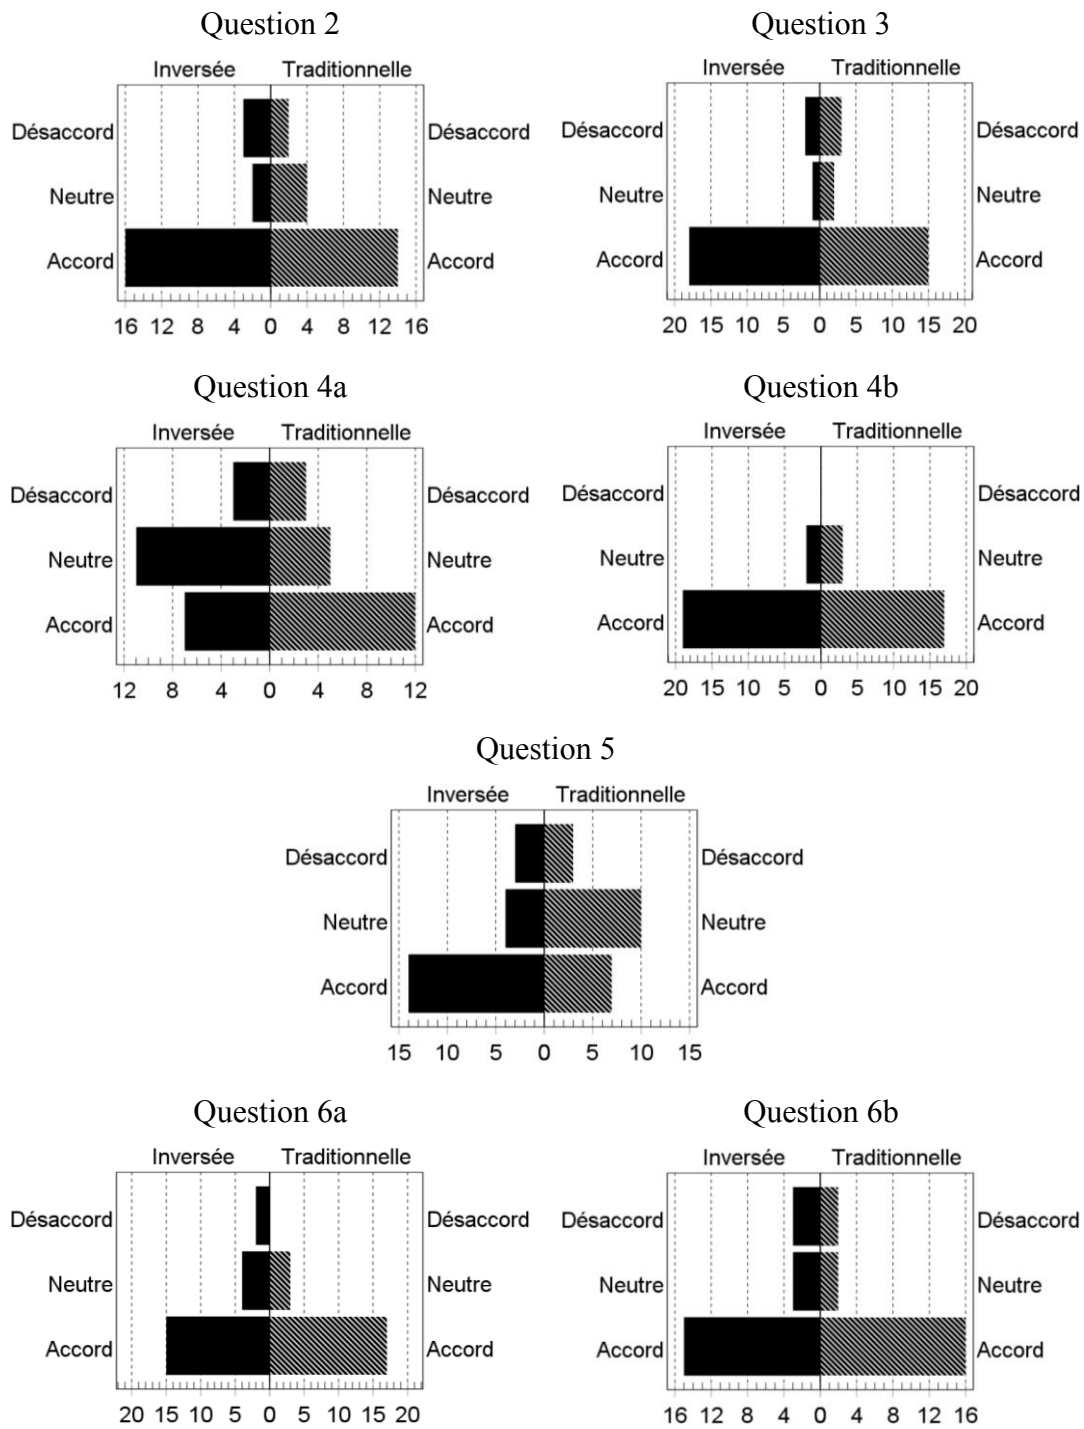 Question 2
Inversée Traditionnelle
Désaccord Désaccord
Neutre Neutre
Accord Accord
16 12 8 4 0 4 8 12 16
Question 3
Inversée Traditionnelle
Désaccord Désaccord
Neutre Neutre
Accord Accord
20 15 10 5 0 5 10 15 20
Question 4a
Inversée Traditionnelle
Désaccord Désaccord
Neutre Neutre
Accord Accord
12 8 4 0 4 8 12
Question 4b
Inversée Traditionnelle
Désaccord Désaccord
Neutre Neutre
Accord Accord
20 15 10 5 0 5 10 15 20
Question 5
Inversée Traditionnelle
Désaccord Désaccord
Neutre Neutre
Accord Accord
15 10 5 0 5 10 15
Question 6a
Inversée Traditionnelle
Désaccord Désaccord
Neutre Neutre
Accord Accord
20 15 10 5 0 5 10 15 20
Question 6b
Inversée Traditionnelle
Désaccord Désaccord
Neutre Neutre
Accord Accord
16 12 8 4 0 4 8 12 16